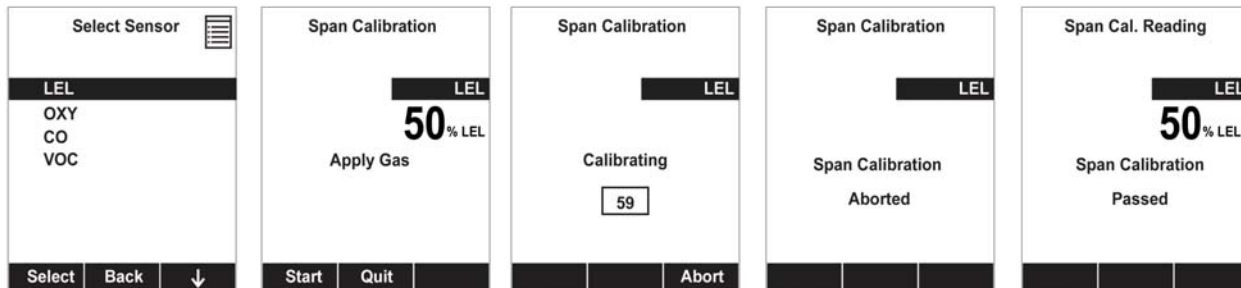 Select Sensor
LEL
OXY
CO
VOC
Select Back ↓
Span Calibration
LEL
50 % LEL
Apply Gas
Start Quit
Span Calibration
LEL
Calibrating
59
Abort
Span Calibration
LEL
Span Calibration
Aborted
Span Cal. Reading
LEL
50 % LEL
Span Calibration
Passed